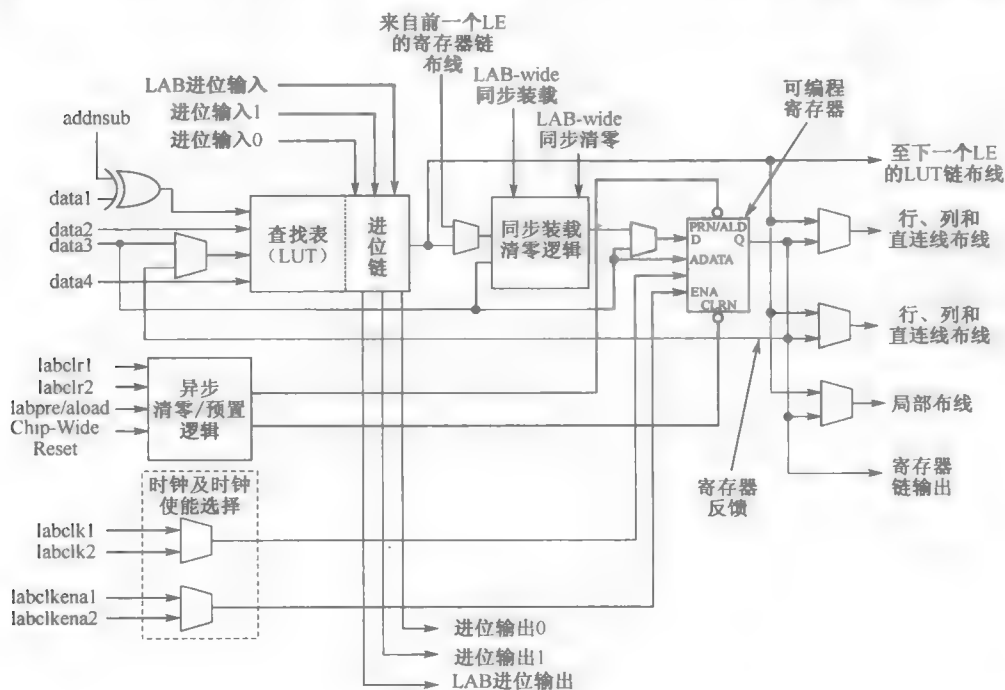 来自前一个LE
的寄存器链
布线
LAB-wide
同步装载
可编程
寄存器
LAB进位输入
进位输入1
进位输入0
LAB-wide
同步清零
addnsub
data1
data2
data3
data4
查找表
（LUT）
进
位
链
同步装载
清零逻辑
PRN/ALD
D
Q
ADATA
ENA
CLRN
至下一个LE
的LUT链布线
行、列和
直连线布线
行、列和
直连线布线
局部布线
寄存器
链输出
寄存器
反馈
labclr1
labclr2
labpre/aload
Chip-Wide
Reset
异步
清零/预置
逻辑
时钟及时钟
使能选择
labclk1
labclk2
labclkena1
labclkena2
进位输出0
进位输出1
LAB进位输出